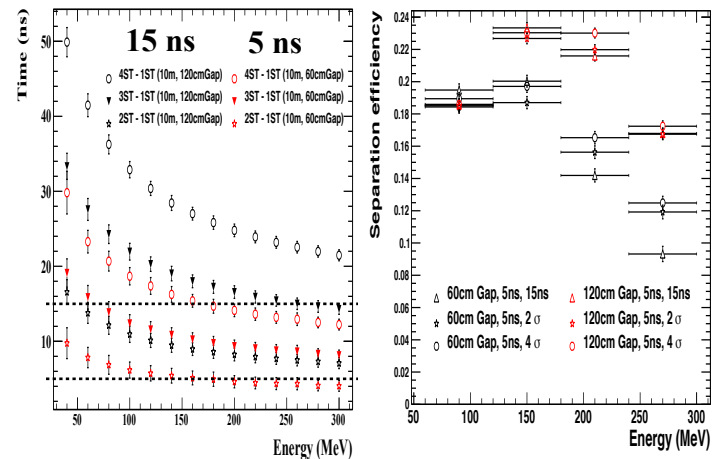 Time (ns)
50
40
30
20
10
0
15 ns
5 ns
4ST - 1ST (10m, 120cmGap)
4ST - 1ST (10m, 60cmGap)
3ST - 1ST (10m, 120cmGap)
3ST - 1ST (10m, 60cmGap)
2ST - 1ST (10m, 120cmGap)
2ST - 1ST (10m, 60cmGap)
50 100 150 200 250 300
Energy (MeV)
Separation efficiency
0.24
0.22
0.2
0.18
0.16
0.14
0.12
0.1
0.08
0.06
0.04
0.02
0
60cm Gap, 5ns, 15ns
120cm Gap, 5ns, 15ns
60cm Gap, 5ns, 2 σ
120cm Gap, 5ns, 2 σ
60cm Gap, 5ns, 4 σ
120cm Gap, 5ns, 4 σ
50 100 150 200 250 300
Energy (MeV)